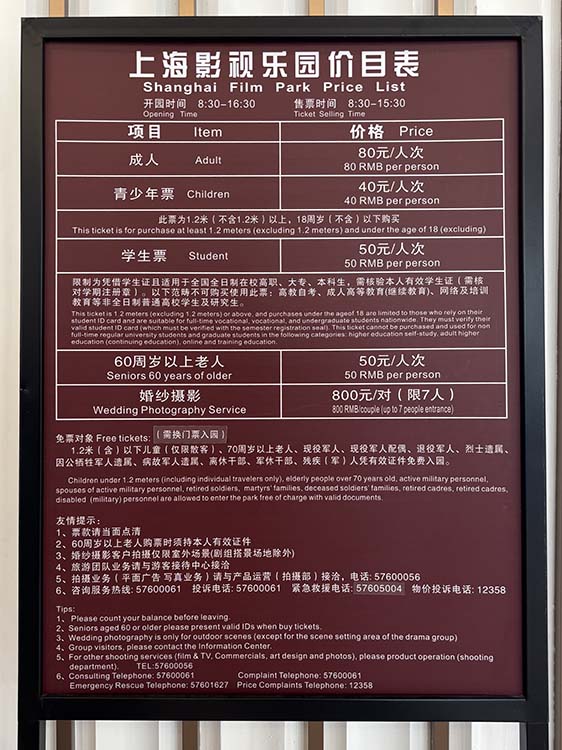 上海影视乐园价目表
Shanghai Film Park Price List
开园时间 8:30-16:30 售票时间 8:30-15:30
Opening Time Ticket Selling Time
项目 Item 价格 Price
成人 Adult 80元/人次
80 RMB per person
青少年票 Children 40元/人次
40 RMB per person
此票为1.2米（不含1.2米）以上，18周岁（不含）以下购买
This ticket is for purchase at least 1.2 meters (excluding 1.2 meters) and under the age of 18 (excluding)
学生票 Student 50元/人次
50 RMB per person
限制为凭借学生证且适用于全国全日制在校高职、大专、本科生，需核验本人有效学生证（需核
对学期注册章）。以下范畴不可购买使用此票：高教自考、成人高等教育(继续教育)、网络及培训
教育等非全日制普通高校学生及研究生。
This ticket is 1.2 meters (excluding 1.2 meters) or above, and purchases under the ageof 18 are limited to those who rely on their
student ID card and are suitable for full-time vocational, vocational, and undergraduate students nationwide. They must verify their
valid student ID card (which must be verified with the semester registration seal). This ticket cannot be purchased and used for non
full-time regular university students and graduate students in the following categories: higher education self-study, adult higher
education (continuing education), online and training education.
60周岁以上老人 50元/人次
Seniors 60 years of older 50 RMB per person
婚纱摄影 800元/对（限7人）
Wedding Photography Service 800 RMB/couple (up to 7 people entrance)
免票对象 Free tickets: （需换门票入园）
1.2米（含）以下儿童（仅限散客）、70周岁以上老人、现役军人、现役军人配偶、退役军人、烈士遗属、
因公牺牲军人遗属、病故军人遗属、离休干部、军休干部、残疾（军）人凭有效证件免费入园。
Children under 1.2 meters (including individual travelers only), elderly people over 70 years old, active military personnel,
spouses of active military personnel, retired soldiers, martyrs' families, deceased soldiers' families, retired cadres, retired cadres,
disabled (military) personnel are allowed to enter the park free of charge with valid documents.
友情提示：
1、票款请当面点清
2、60周岁以上老人购票时须持本人有效证件
3、婚纱摄影客户拍摄仅限室外场景(剧组搭景场地除外)
4、旅游团队业务请与游客接待中心接洽
5、拍摄业务（平面广告 写真业务）请与产品运营（拍摄部）接洽，电话: 57600056
6、咨询服务热线: 57600061 投诉电话: 57600061 紧急救援电话: 57605004 物价投诉电话: 12358
Tips:
1、 Please count your balance before leaving.
2、 Seniors aged 60 or older please present valid IDs when buy tickets.
3、 Wedding photography is only for outdoor scenes (except for the scene setting area of the drama group)
4、 Group visitors, please contact the Information Center.
5、 For other shooting services (film & TV, Commercials, art design and photos), please product operation (shooting
department). TEL:57600056
6、 Consulting Telephone: 57600061 Complaint Telephone: 57600061
Emergency Rescue Telephone: 57601627 Price Complaints Telephone: 12358